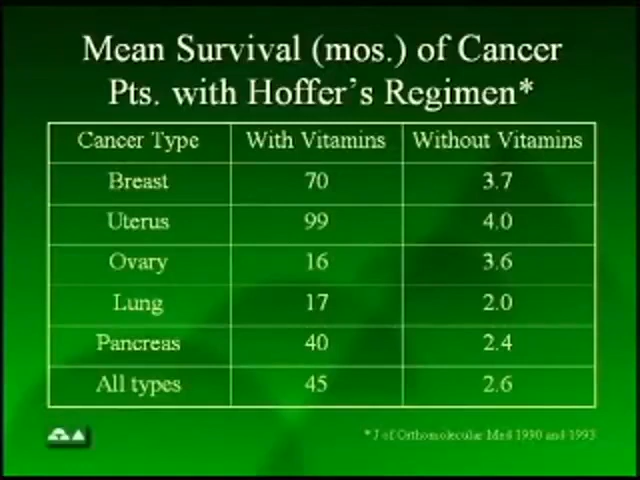 Mean Survival (mos.) of Cancer
Pts. with Hoffer's Regimen*
Cancer Type With Vitamins Without Vitamins
Breast 70 3.7
Uterus 99 4.0
Ovary 16 3.6
Lung 17 2.0
Pancreas 40 2.4
All types 45 2.6
* J of Orthomolecular Med 1990 and 1993